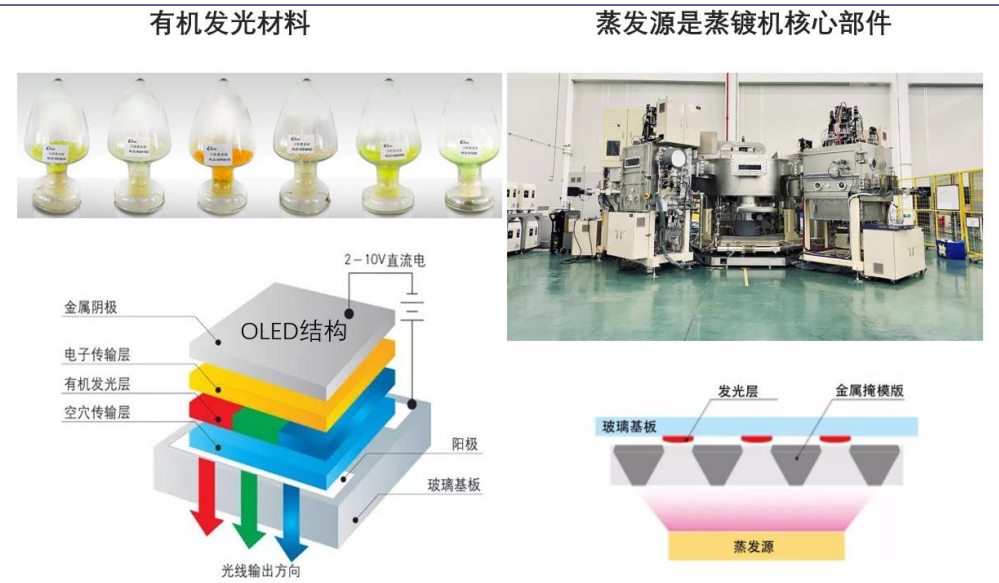 有机发光材料
蒸发源是蒸镀机核心部件
2－10V直流电
金属阴极
OLED结构
电子传输层
有机发光层
空穴传输层
阳极
玻璃基板
光线输出方向
发光层
金属掩模版
玻璃基板
蒸发源